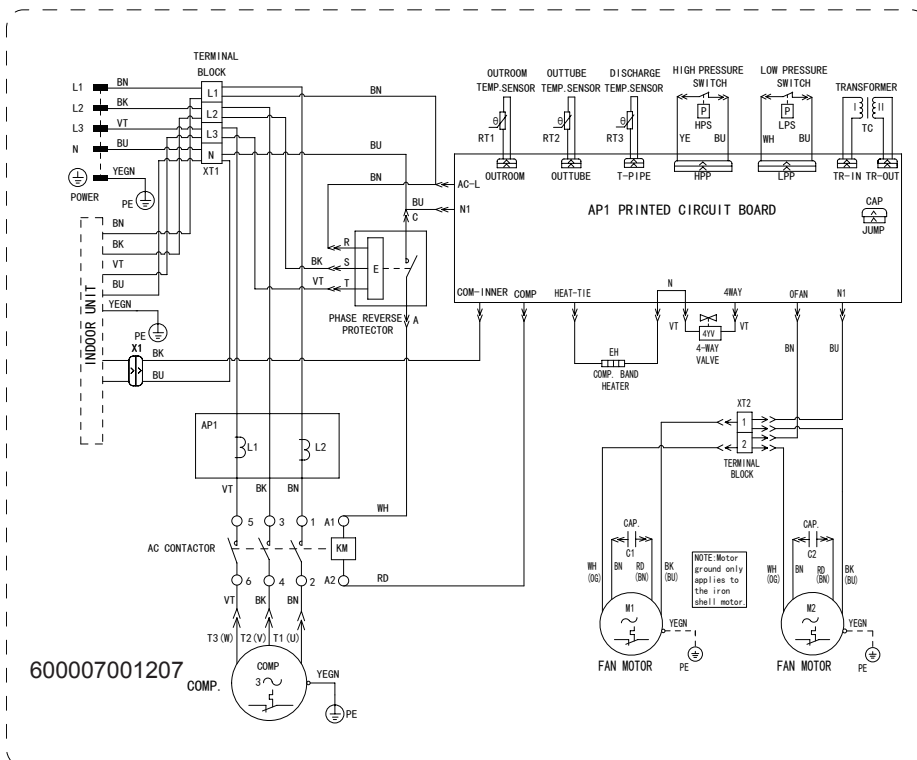 TERMINAL
BLOCK
L1
BN
L2
BK
L3
VT
N
BU
YEGN
POWER
PE
L1
L2
L3
N
XT1
BN
BU
BN
OUTROOM
TEMP.SENSOR
OUTTUBE
TEMP.SENSOR
DISCHARGE
TEMP.SENSOR
HIGH PRESSURE
SWITCH
LOW PRESSURE
SWITCH
TRANSFORMER
θ
RT1
θ
RT2
θ
RT3
P
HPS
YE
BU
P
LPS
WH
BU
I
II
TC
OUTROOM
OUTTUBE
T-PIPE
HPP
LPP
TR-IN
TR-OUT
AC-L
N1
BU
C
AP1 PRINTED CIRCUIT BOARD
CAP
JUMP
INDOOR UNIT
BN
BK
VT
BU
YEGN
PE
X1
BK
BU
R
BK
S
VT
T
E
PHASE REVERSE
PROTECTOR
A
COM-INNER
COMP
HEAT-TIE
N
4WAY
OFAN
N1
VT
4YV
VT
4-WAY
VALVE
EH
COMP. BAND
HEATER
BN
BU
AP1
L1
L2
VT
BK
BN
WH
XT2
1
2
TERMINAL
BLOCK
5
3
1
A1
AC CONTACTOR
KM
6
4
2
A2
RD
VT
BK
BN
T3(W)
T2(V)
T1(U)
COMP
3
YEGN
PE
600007001207
COMP.
CAP.
C1
WH
(OG)
BN
RD
(BN)
BK
(BU)
M1
YEGN
PE
FAN MOTOR
NOTE:Motor
ground only
applies to
the iron
shell motor.
CAP.
C2
WH
(OG)
BN
RD
(BN)
BK
(BU)
M2
YEGN
PE
FAN MOTOR